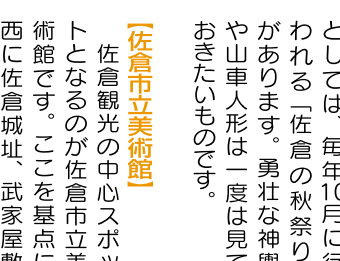 としては、毎年10月に行
われる「佐倉の秋祭り
があります。勇壮な神輿
や山車人形は一度は見て
おきたいものです。
【佐倉市立美術館】
佐倉観光の中心スポッ
トとなるのが佐倉市立美
術館です。ここを基点に
西に佐倉城址、武家屋敷